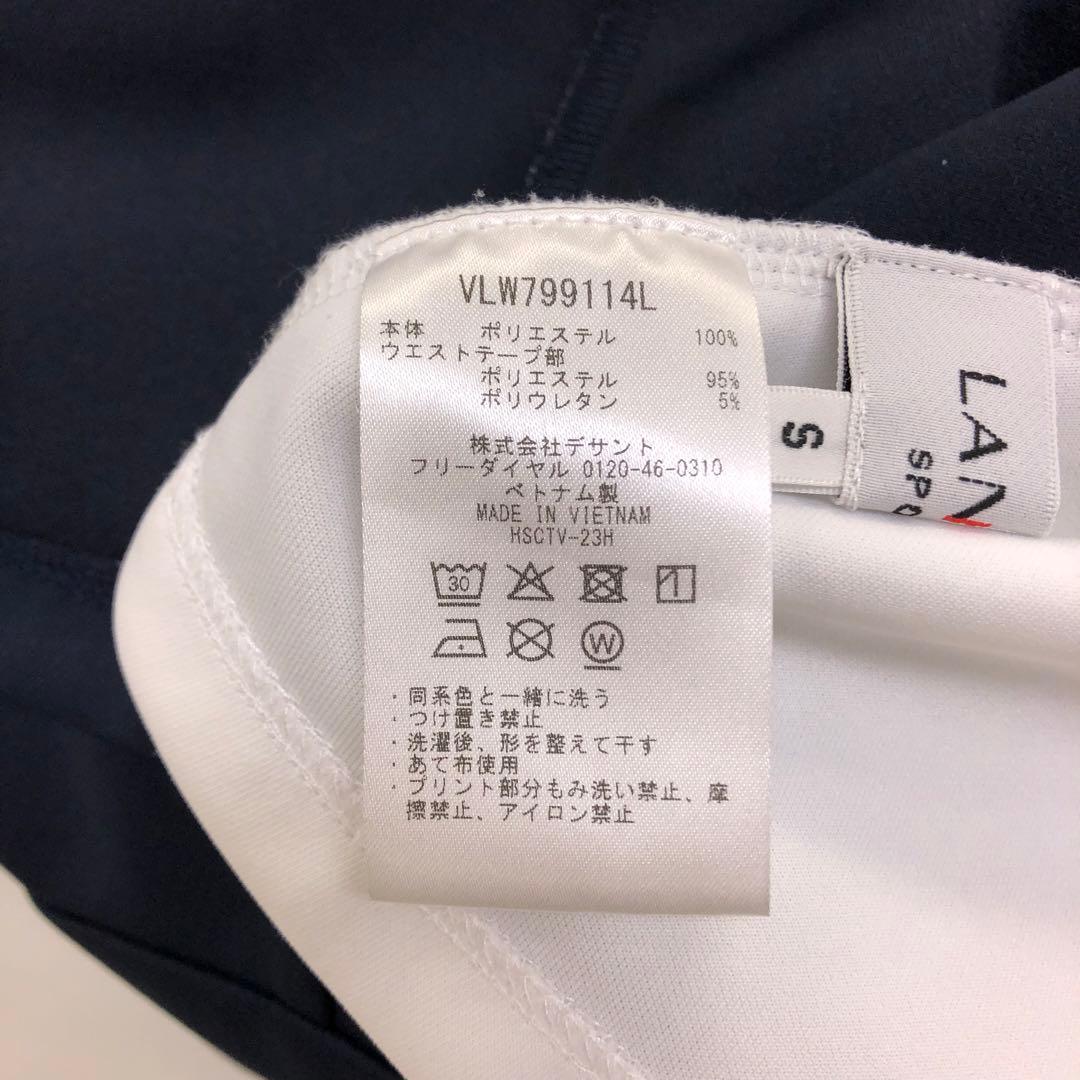 VLW799114L
本体 ポリエステル 100%
ウエストテープ部
ポリエステル 95%
ポリウレタン 5%
株式会社デサント
フリーダイヤル 0120-46-0310
ベトナム製
MADE IN VIETNAM
HSCTV-23H
30
W
・同系色と一緒に洗う
・つけ置き禁止
・洗濯後、形を整えて干す
・あて布使用
・プリント部分もみ洗い禁止、摩
擦禁止、アイロン禁止
S
LAN
SPO